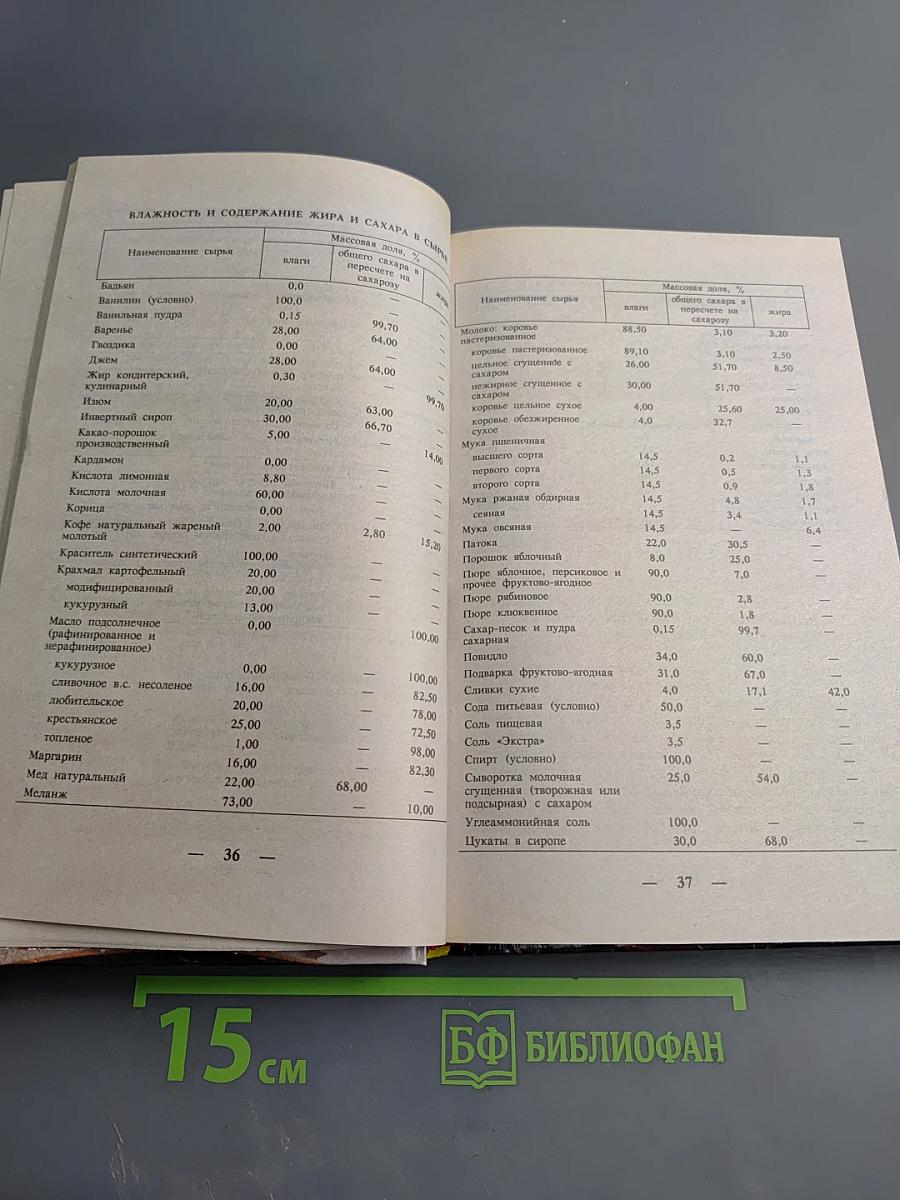 ВЛАЖНОСТЬ И СОДЕРЖАНИЕ ЖИРА И САХАРА В СЫРЬЕ
Наименование сырья
Массовая доля, %
влаги
общего сахара в
пересчете на
сахарозу
жира
Бадьян 0,0 — —
Ванилин (условно) 100,0 — —
Ванильная пудра 0,15 99,70 —
Варенье 28,00 64,00 —
Гвоздика 0,00 — —
Джем 28,00 64,00 —
Жир кондитерский, 0,30 — 99,70
кулинарный
Изюм 20,00 63,00 —
Инвертный сироп 30,00 66,70 —
Какао-порошок 5,00 — 14,00
производственный
Кардамон 0,00 — —
Кислота лимонная 8,80 — —
Кислота молочная 60,00 — —
Корица 0,00 — —
Кофе натуральный жареный 2,00 2,80 15,20
молотый
Краситель синтетический 100,00 — —
Крахмал картофельный 20,00 — —
модифицированный 20,00 — —
кукурузный 13,00 — —
Масло подсолнечное 0,00 100,00
(рафинированное и
нерафинированное)
кукурузное 0,00 — 100,00
сливочное в.с. несоленое 16,00 — 82,50
любительское 20,00 — 78,00
крестьянское 25,00 — 72,50
топленое 1,00 — 98,00
Маргарин 16,00 — 82,30
Мед натуральный 22,00 68,00 —
Меланж 73,00 — 10,00
— 36 —
Наименование сырья
Массовая доля, %
влаги
общего сахара в
пересчете на
сахарозу
жира
Молоко: коровье 88,50 3,10 3,20
пастеризованное
коровье пастеризованное 89,10 3,10 2,50
цельное сгущенное с 26,00 51,70 8,50
сахаром
нежирное сгущенное с 30,00 51,70 —
сахаром
коровье цельное сухое 4,00 25,60 25,00
коровье обезжиренное 4,0 32,7 —
сухое
Мука пшеничная
высшего сорта 14,5 0,2 1,1
первого сорта 14,5 0,5 1,3
второго сорта 14,5 0,9 1,8
Мука ржаная обдирная 14,5 4,8 1,7
сеяная 14,5 3,4 1,1
Мука овсяная 14,5 — 6,4
Патока 22,0 30,5 —
Порошок яблочный 8,0 25,0 —
Пюре яблочное, персиковое и 90,0 7,0 —
прочее фруктово-ягодное
Пюре рябиновое 90,0 2,8 —
Пюре клюквенное 90,0 1,8 —
Сахар-песок и пудра 0,15 99,7 —
сахарная
Повидло 34,0 60,0 —
Подварка фруктово-ягодная 31,0 67,0 —
Сливки сухие 4,0 17,1 42,0
Сода питьевая (условно) 50,0 — —
Соль пищевая 3,5 — —
Соль «Экстра» 3,5 — —
Спирт (условно) 100,0 — —
Сыворотка молочная 25,0 54,0 —
сгущенная (творожная или
подсырная) с сахаром
Углеаммонийная соль 100,0 — —
Цукаты в сиропе 30,0 68,0 —
— 37 —
15 см
БФ БИБЛИОФАН